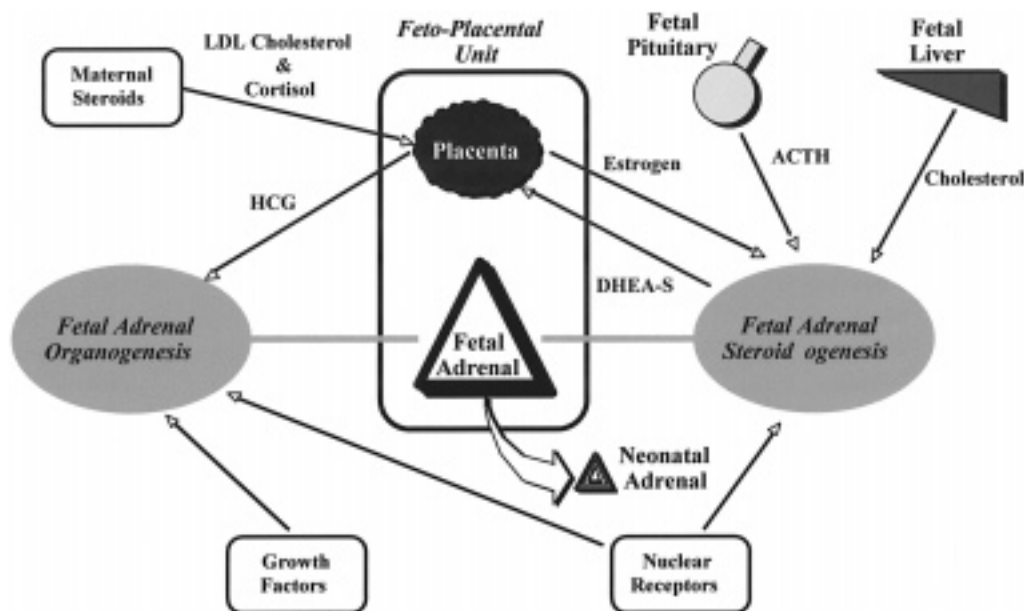 Feto-Placental
Unit
LDL Cholesterol
&
Cortisol
Maternal
Steroids
Fetal
Pituitary
Fetal
Liver
Placenta
Estrogen
ACTH
Cholesterol
HCG
DHEA-S
Fetal Adrenal
Organogenesis
Fetal
Adrenal
Fetal Adrenal
Steroid ogenesis
Neonatal
Adrenal
Growth
Factors
Nuclear
Receptors